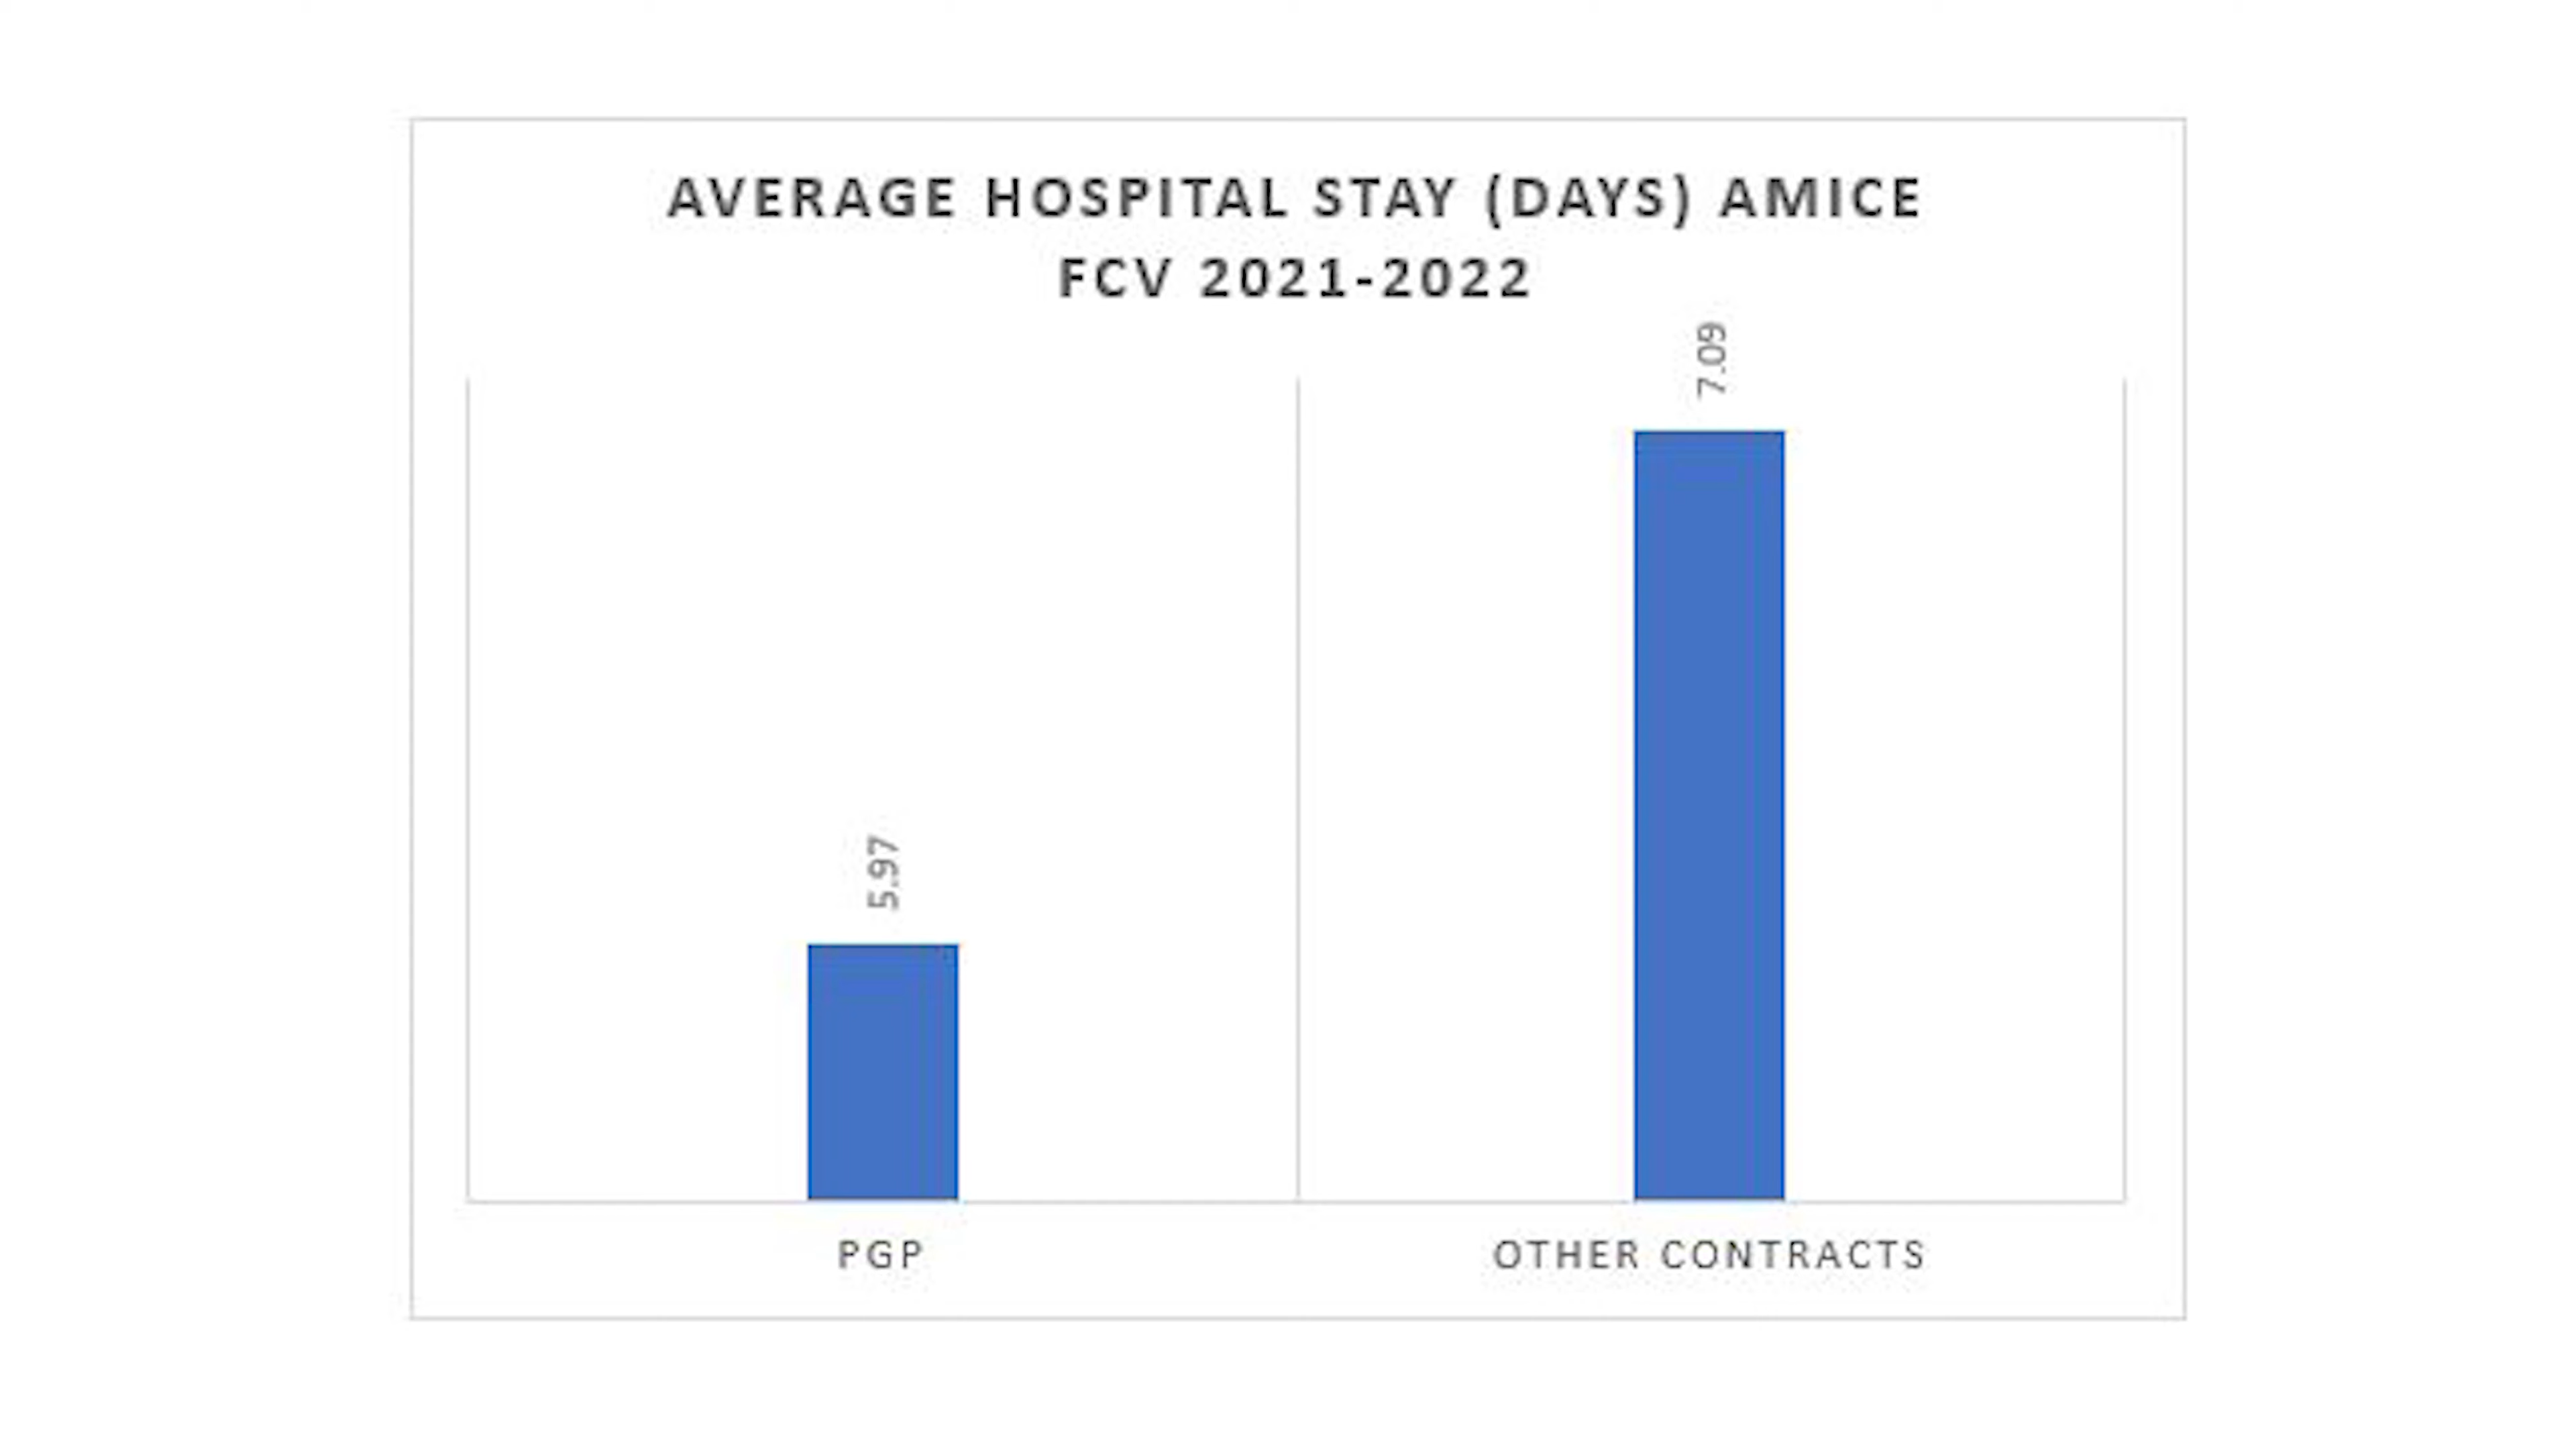 AVERAGE HOSPITAL STAY (DAYS) AMICE
FCV 2021-2022
7.09
5.97
PGP
OTHER CONTRACTS